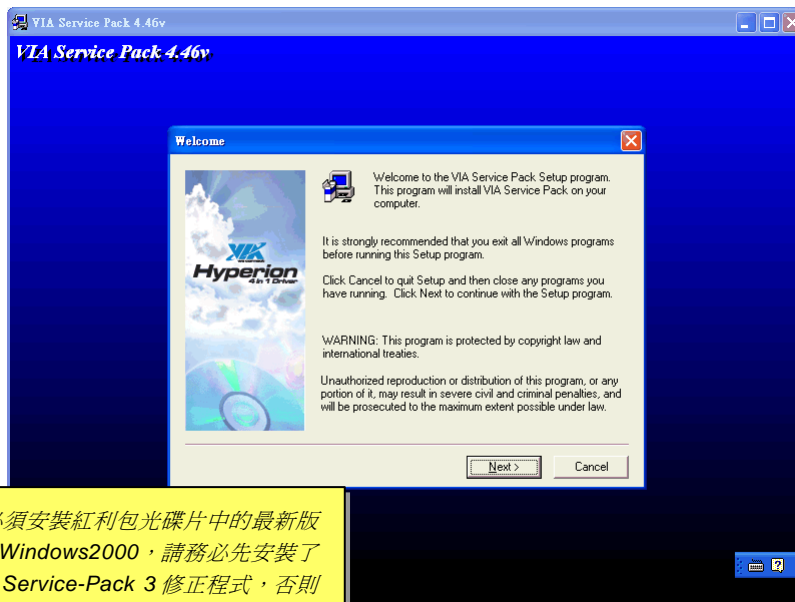 VIA Service Pack 4.46v
VIA Service Pack 4.46v
Welcome
VIA
Hyperion
4 in 1 Driver
Welcome to the VIA Service Pack Setup program.
This program will install VIA Service Pack on your
computer.
It is strongly recommended that you exit all Windows programs
before running this Setup program.
Click Cancel to quit Setup and then close any programs you
have running. Click Next to continue with the Setup program.
WARNING: This program is protected by copyright law and
international treaties.
Unauthorized reproduction or distribution of this program, or any
portion of it, may result in severe civil and criminal penalties, and
will be prosecuted to the maximum extent possible under law.
Next > Cancel
必須安裝紅利包光碟片中的最新版
Windows2000，請務必先安裝了
Service-Pack 3 修正程式，否則